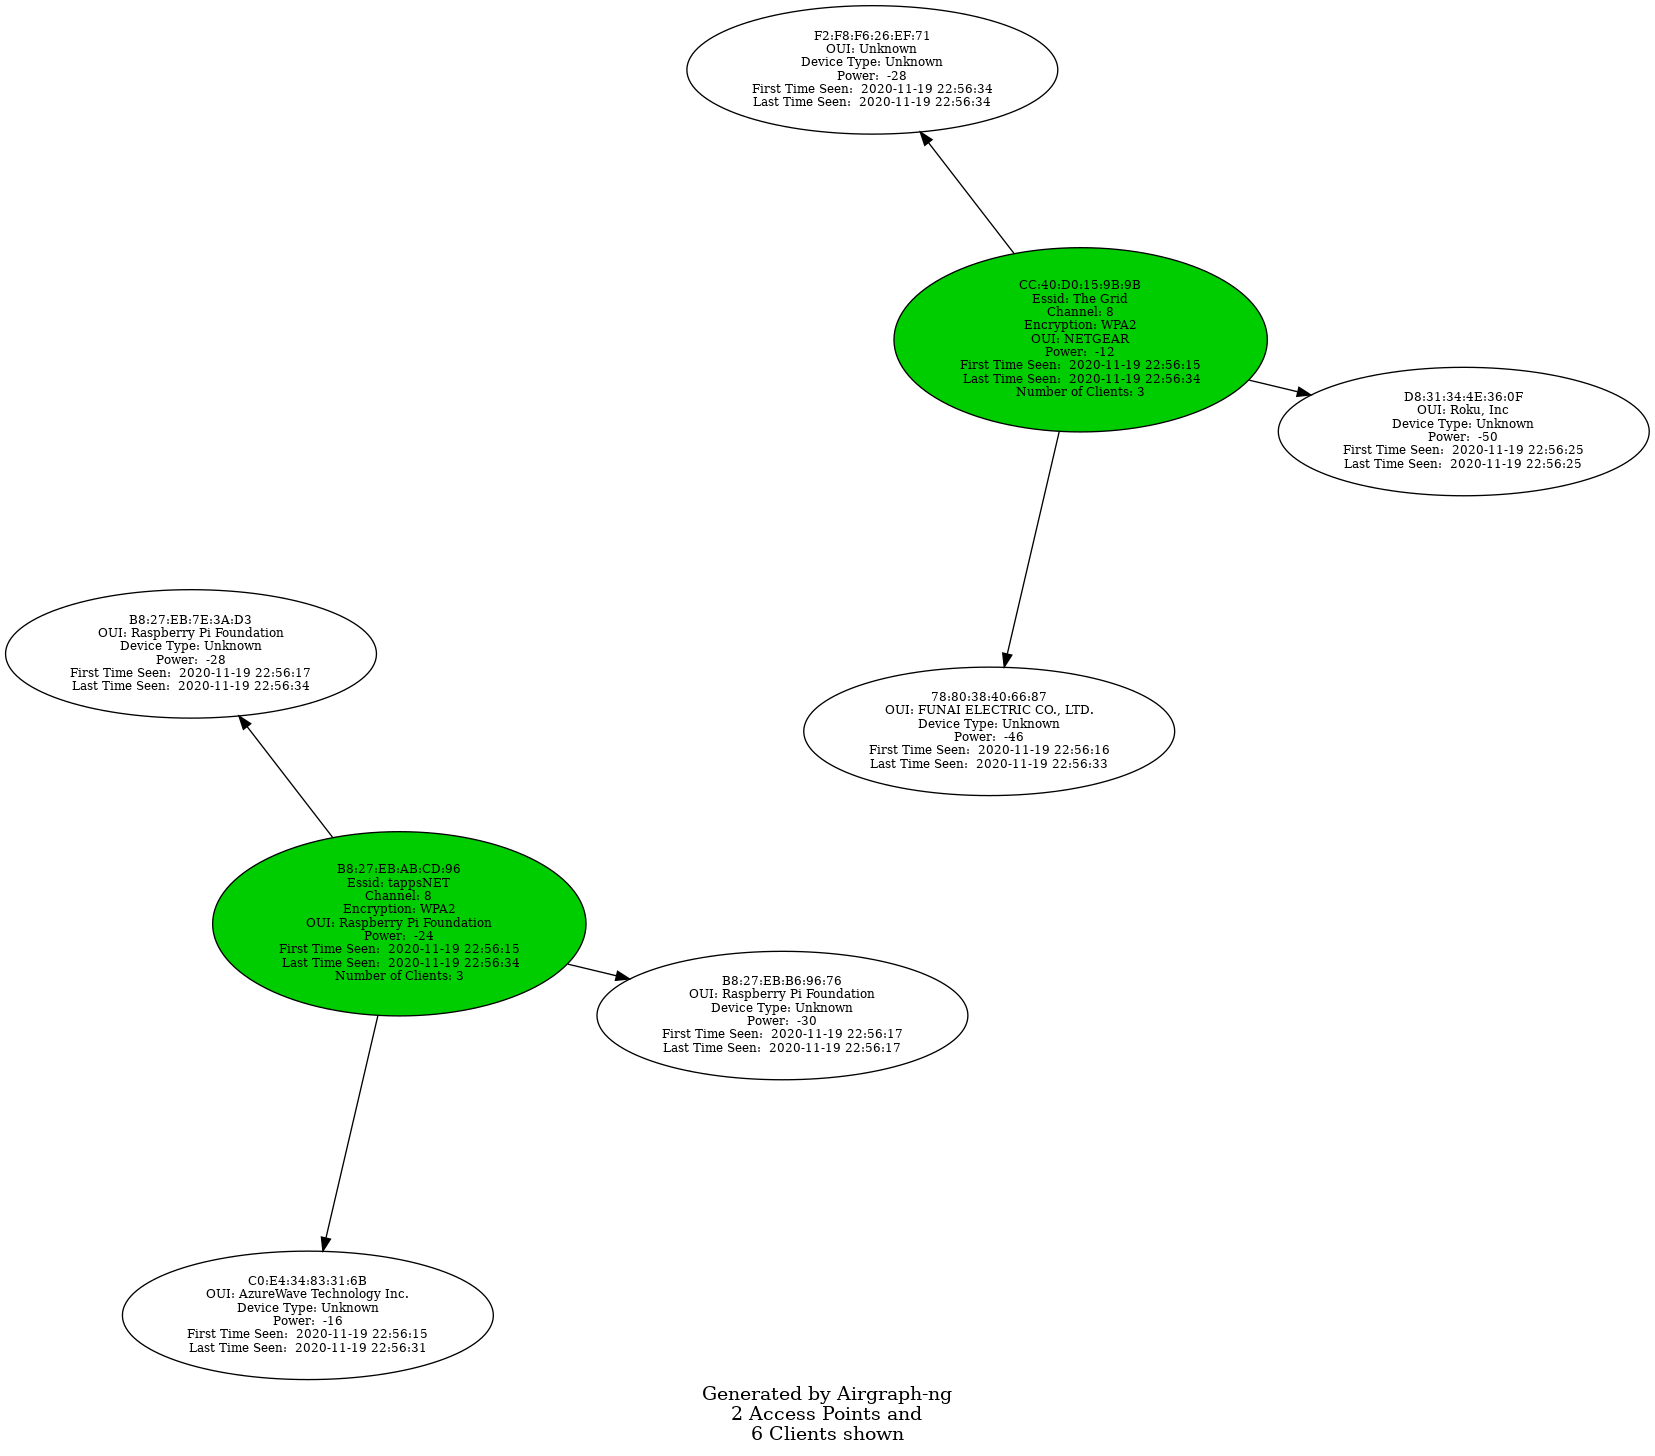 F2:F8:F6:26:EF:71
OUI: Unknown
Device Type: Unknown
Power:  -28
First Time Seen:  2020-11-19 22:56:34
Last Time Seen:  2020-11-19 22:56:34
CC:40:D0:15:9B:9B
Essid: The Grid
Channel: 8
Encryption: WPA2
OUI: NETGEAR
Power:  -12
First Time Seen:  2020-11-19 22:56:15
Last Time Seen:  2020-11-19 22:56:34
Number of Clients: 3
D8:31:34:4E:36:0F
OUI: Roku, Inc
Device Type: Unknown
Power:  -50
First Time Seen:  2020-11-19 22:56:25
Last Time Seen:  2020-11-19 22:56:25
B8:27:EB:7E:3A:D3
OUI: Raspberry Pi Foundation
Device Type: Unknown
Power:  -28
First Time Seen:  2020-11-19 22:56:17
Last Time Seen:  2020-11-19 22:56:34
78:80:38:40:66:87
OUI: FUNAI ELECTRIC CO., LTD.
Device Type: Unknown
Power:  -46
First Time Seen:  2020-11-19 22:56:16
Last Time Seen:  2020-11-19 22:56:33
B8:27:EB:AB:CD:96
Essid: tappsNET
Channel: 8
Encryption: WPA2
OUI: Raspberry Pi Foundation
Power:  -24
First Time Seen:  2020-11-19 22:56:15
Last Time Seen:  2020-11-19 22:56:34
Number of Clients: 3
B8:27:EB:B6:96:76
OUI: Raspberry Pi Foundation
Device Type: Unknown
Power:  -30
First Time Seen:  2020-11-19 22:56:17
Last Time Seen:  2020-11-19 22:56:17
C0:E4:34:83:31:6B
OUI: AzureWave Technology Inc.
Device Type: Unknown
Power:  -16
First Time Seen:  2020-11-19 22:56:15
Last Time Seen:  2020-11-19 22:56:31
Generated by Airgraph-ng
2 Access Points and
6 Clients shown